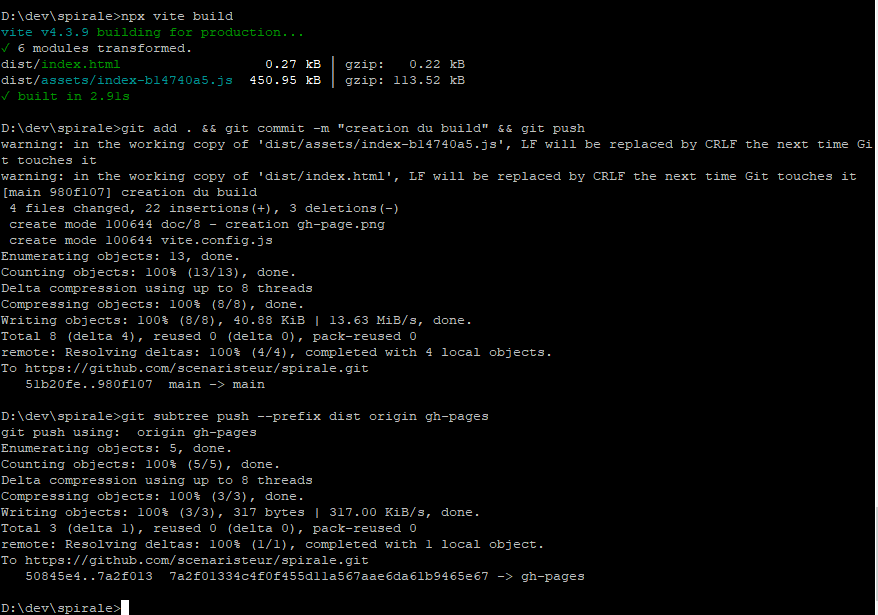 D:\dev\spirale>npx vite build
vite v4.3.9 building for production...
✓ 6 modules transformed.
dist/index.html                  0.27 kB │ gzip:   0.22 kB
dist/assets/index-b14740a5.js  450.95 kB │ gzip: 113.52 kB
✓ built in 2.91s
D:\dev\spirale>git add . && git commit -m "creation du build" && git push
warning: in the working copy of 'dist/assets/index-b14740a5.js', LF will be replaced by CRLF the next time Gi
t touches it
warning: in the working copy of 'dist/index.html', LF will be replaced by CRLF the next time Git touches it
[main 980f107] creation du build
 4 files changed, 22 insertions(+), 3 deletions(-)
 create mode 100644 doc/8 - creation gh-page.png
 create mode 100644 vite.config.js
Enumerating objects: 13, done.
Counting objects: 100% (13/13), done.
Delta compression using up to 8 threads
Compressing objects: 100% (8/8), done.
Writing objects: 100% (8/8), 40.88 KiB | 13.63 MiB/s, done.
Total 8 (delta 4), reused 0 (delta 0), pack-reused 0
remote: Resolving deltas: 100% (4/4), completed with 4 local objects.
To https://github.com/scenaristeur/spirale.git
   51b20fe..980f107  main -> main
D:\dev\spirale>git subtree push --prefix dist origin gh-pages
git push using:  origin gh-pages
Enumerating objects: 5, done.
Counting objects: 100% (5/5), done.
Delta compression using up to 8 threads
Compressing objects: 100% (3/3), done.
Writing objects: 100% (3/3), 317 bytes | 317.00 KiB/s, done.
Total 3 (delta 1), reused 0 (delta 0), pack-reused 0
remote: Resolving deltas: 100% (1/1), completed with 1 local object.
To https://github.com/scenaristeur/spirale.git
   50845e4..7a2f013  7a2f01334c4f0f455d11a567aae6da61b9465e67 -> gh-pages
D:\dev\spirale>